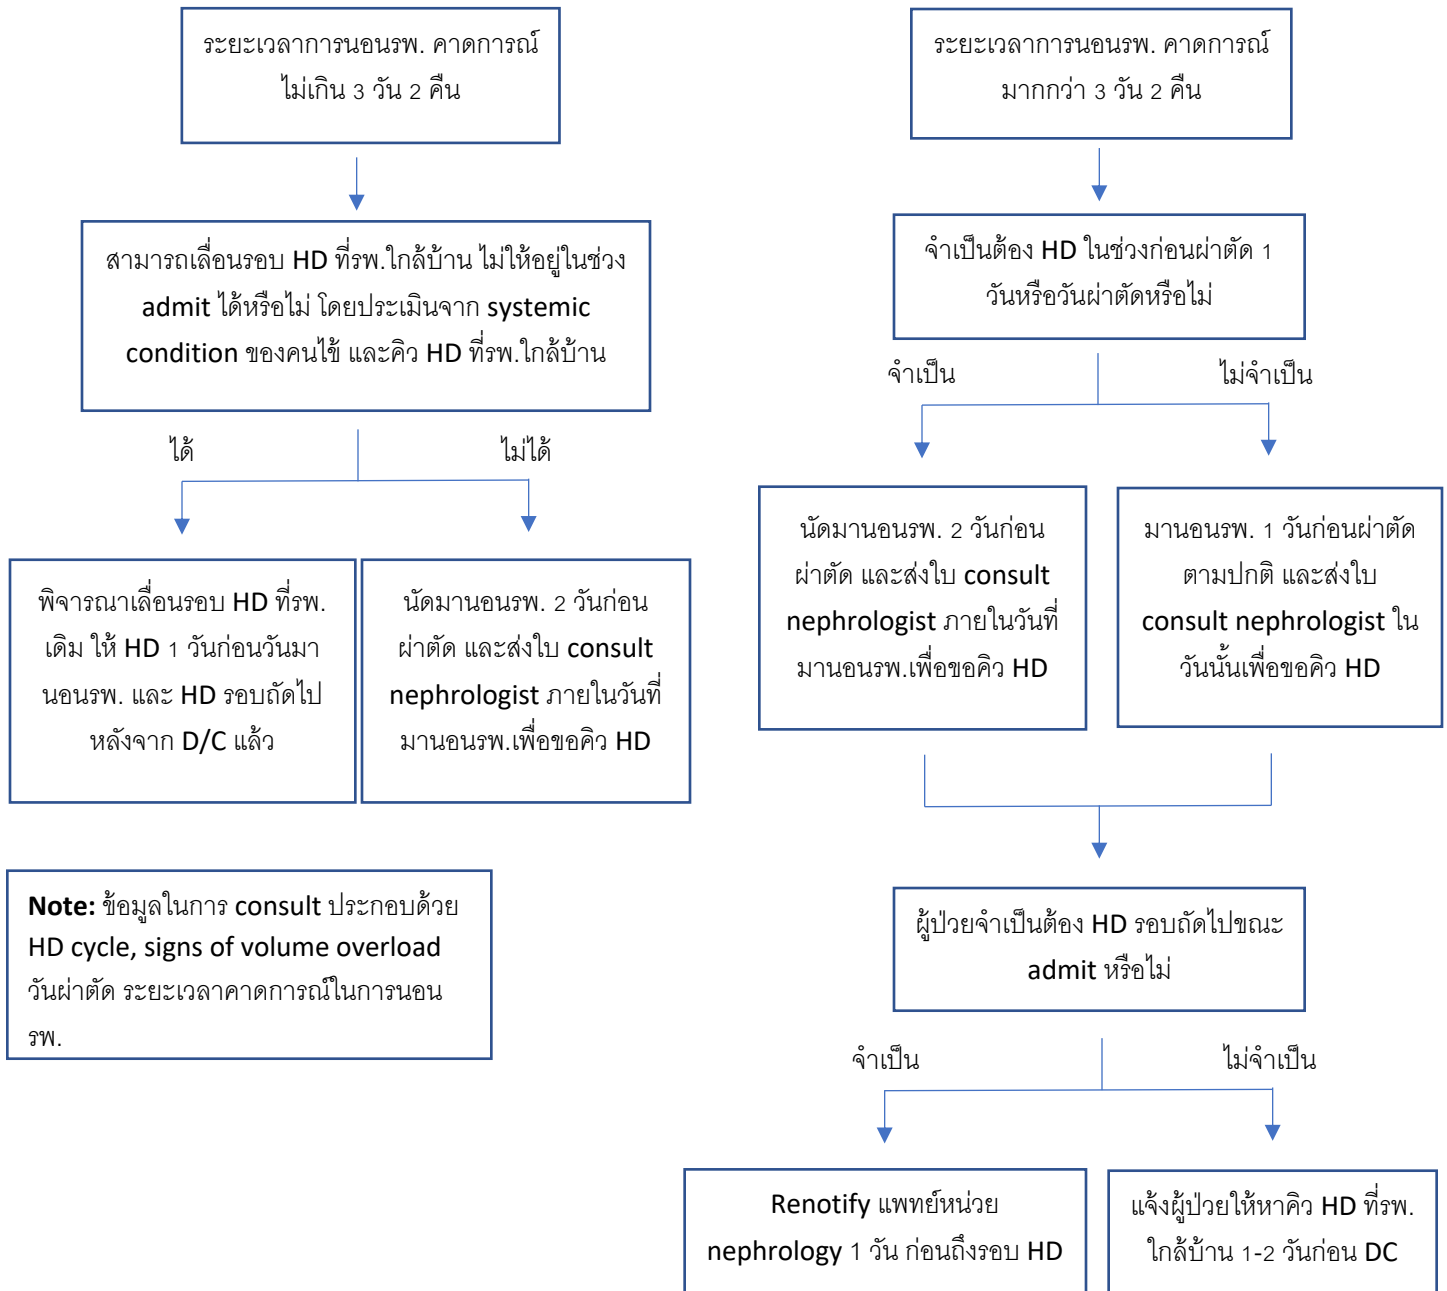 ระยะเวลาการนอนรพ. คาดการณ์
ไม่เกิน 3 วัน 2 คืน
สามารถเลื่อนรอบ HD ที่รพ.ใกล้บ้าน ไม่ให้อยู่ในช่วง
admit ได้หรือไม่ โดยประเมินจาก systemic
condition ของคนไข้ และคิว HD ที่รพ.ใกล้บ้าน
ได้
ไม่ได้
พิจารณาเลื่อนรอบ HD ที่รพ.
เดิม ให้ HD 1 วันก่อนวันมา
นอนรพ. และ HD รอบถัดไป
หลังจาก D/C แล้ว
นัดมานอนรพ. 2 วันก่อน
ผ่าตัด และส่งใบ consult
nephrologist ภายในวันที่
มานอนรพ.เพื่อขอคิว HD
Note: ข้อมูลในการ consult ประกอบด้วย
HD cycle, signs of volume overload
วันผ่าตัด ระยะเวลาคาดการณ์ในการนอน
รพ.
ระยะเวลาการนอนรพ. คาดการณ์
มากกว่า 3 วัน 2 คืน
จำเป็นต้อง HD ในช่วงก่อนผ่าตัด 1
วันหรือวันผ่าตัดหรือไม่
จำเป็น
ไม่จำเป็น
นัดมานอนรพ. 2 วันก่อน
ผ่าตัด และส่งใบ consult
nephrologist ภายในวันที่
มานอนรพ.เพื่อขอคิว HD
มานอนรพ. 1 วันก่อนผ่าตัด
ตามปกติ และส่งใบ
consult nephrologist ใน
วันนั้นเพื่อขอคิว HD
ผู้ป่วยจำเป็นต้อง HD รอบถัดไปขณะ
admit หรือไม่
จำเป็น
ไม่จำเป็น
Renotify แพทย์หน่วย
nephrology 1 วัน ก่อนถึงรอบ HD
แจ้งผู้ป่วยให้หาคิว HD ที่รพ.
ใกล้บ้าน 1-2 วันก่อน DC